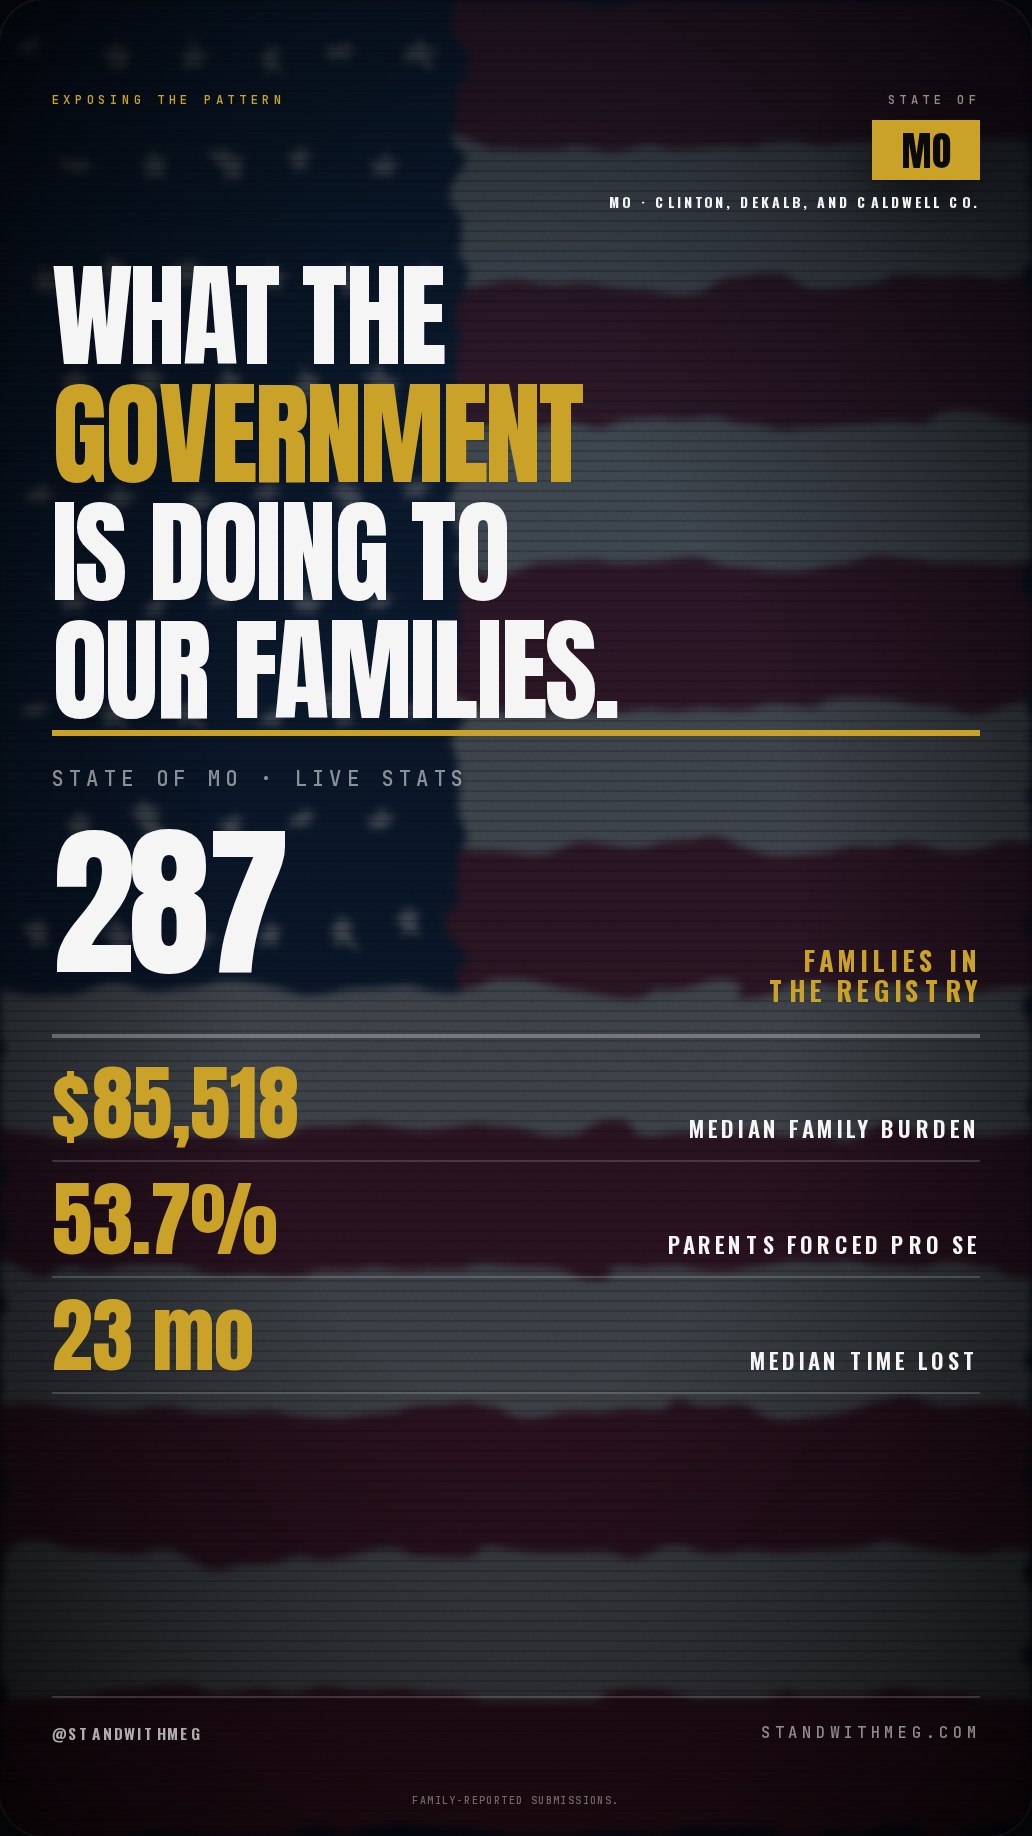 EXPOSING THE PATTERN
STATE OF
MO
MO · CLINTON, DEKALB, AND CALDWELL CO.
WHAT THE
GOVERNMENT
IS DOING TO
OUR FAMILIES.
STATE OF MO · LIVE STATS
287
FAMILIES IN
THE REGISTRY
$85,518
MEDIAN FAMILY BURDEN
53.7%
PARENTS FORCED PRO SE
23 mo
MEDIAN TIME LOST
@STANDWITHMEG
STANDWITHMEG.COM
FAMILY-REPORTED SUBMISSIONS.